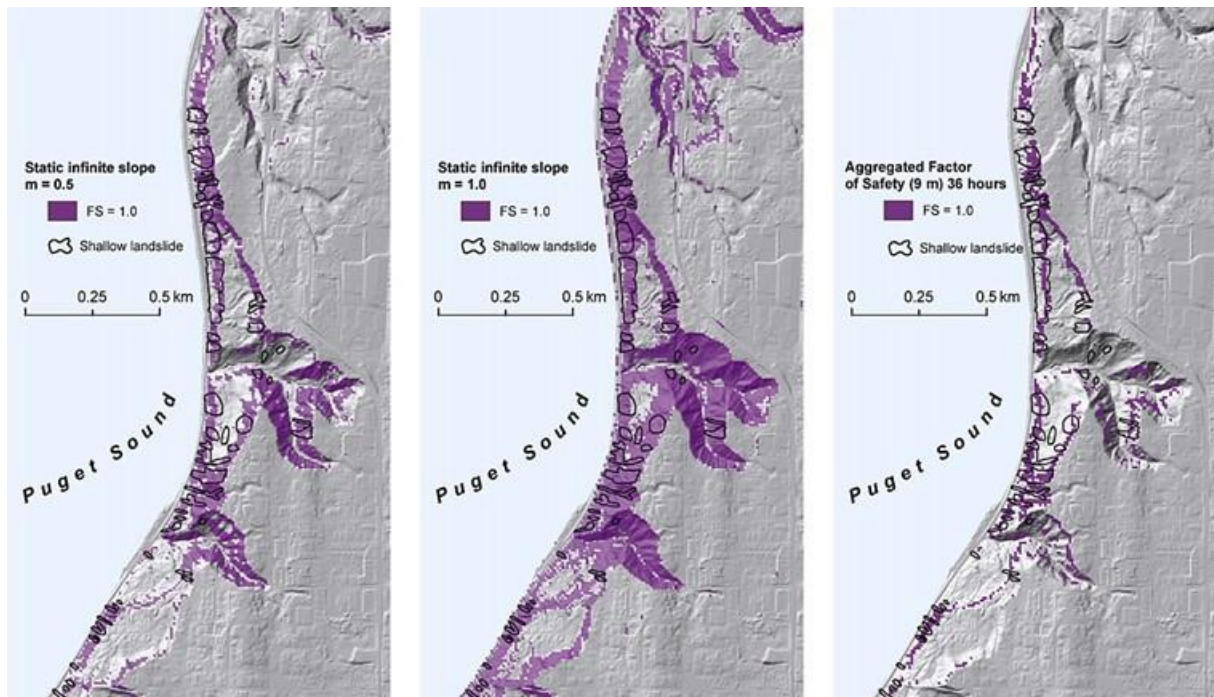 Static infinite slope
m = 0.5
FS = 1.0
Shallow landslide
0 0.25 0.5 km
Puget Sound
Static infinite slope
m = 1.0
FS = 1.0
Shallow landslide
0 0.25 0.5 km
Puget Sound
Aggregated Factor
of Safety (9 m) 36 hours
FS = 1.0
Shallow landslide
0 0.25 0.5 km
Puget Sound